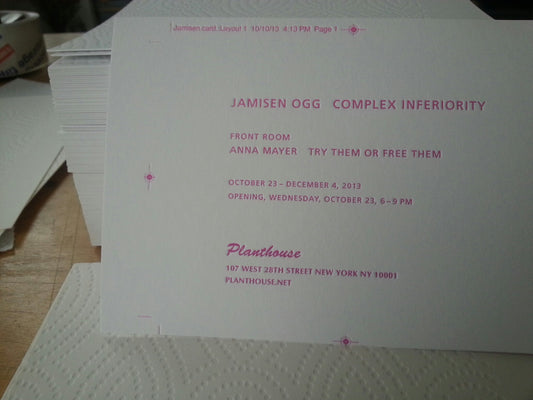 Jamisen card:Layout 1 10/10/13 4:13 PM Page 1
JAMISEN OGG COMPLEX INFERIORITY
FRONT ROOM
ANNA MAYER TRY THEM OR FREE THEM
OCTOBER 23 – DECEMBER 4, 2013
OPENING, WEDNESDAY, OCTOBER 23, 6–9 PM
Planthouse
107 WEST 28TH STREET NEW YORK NY 10001
PLANTHOUSE.NET